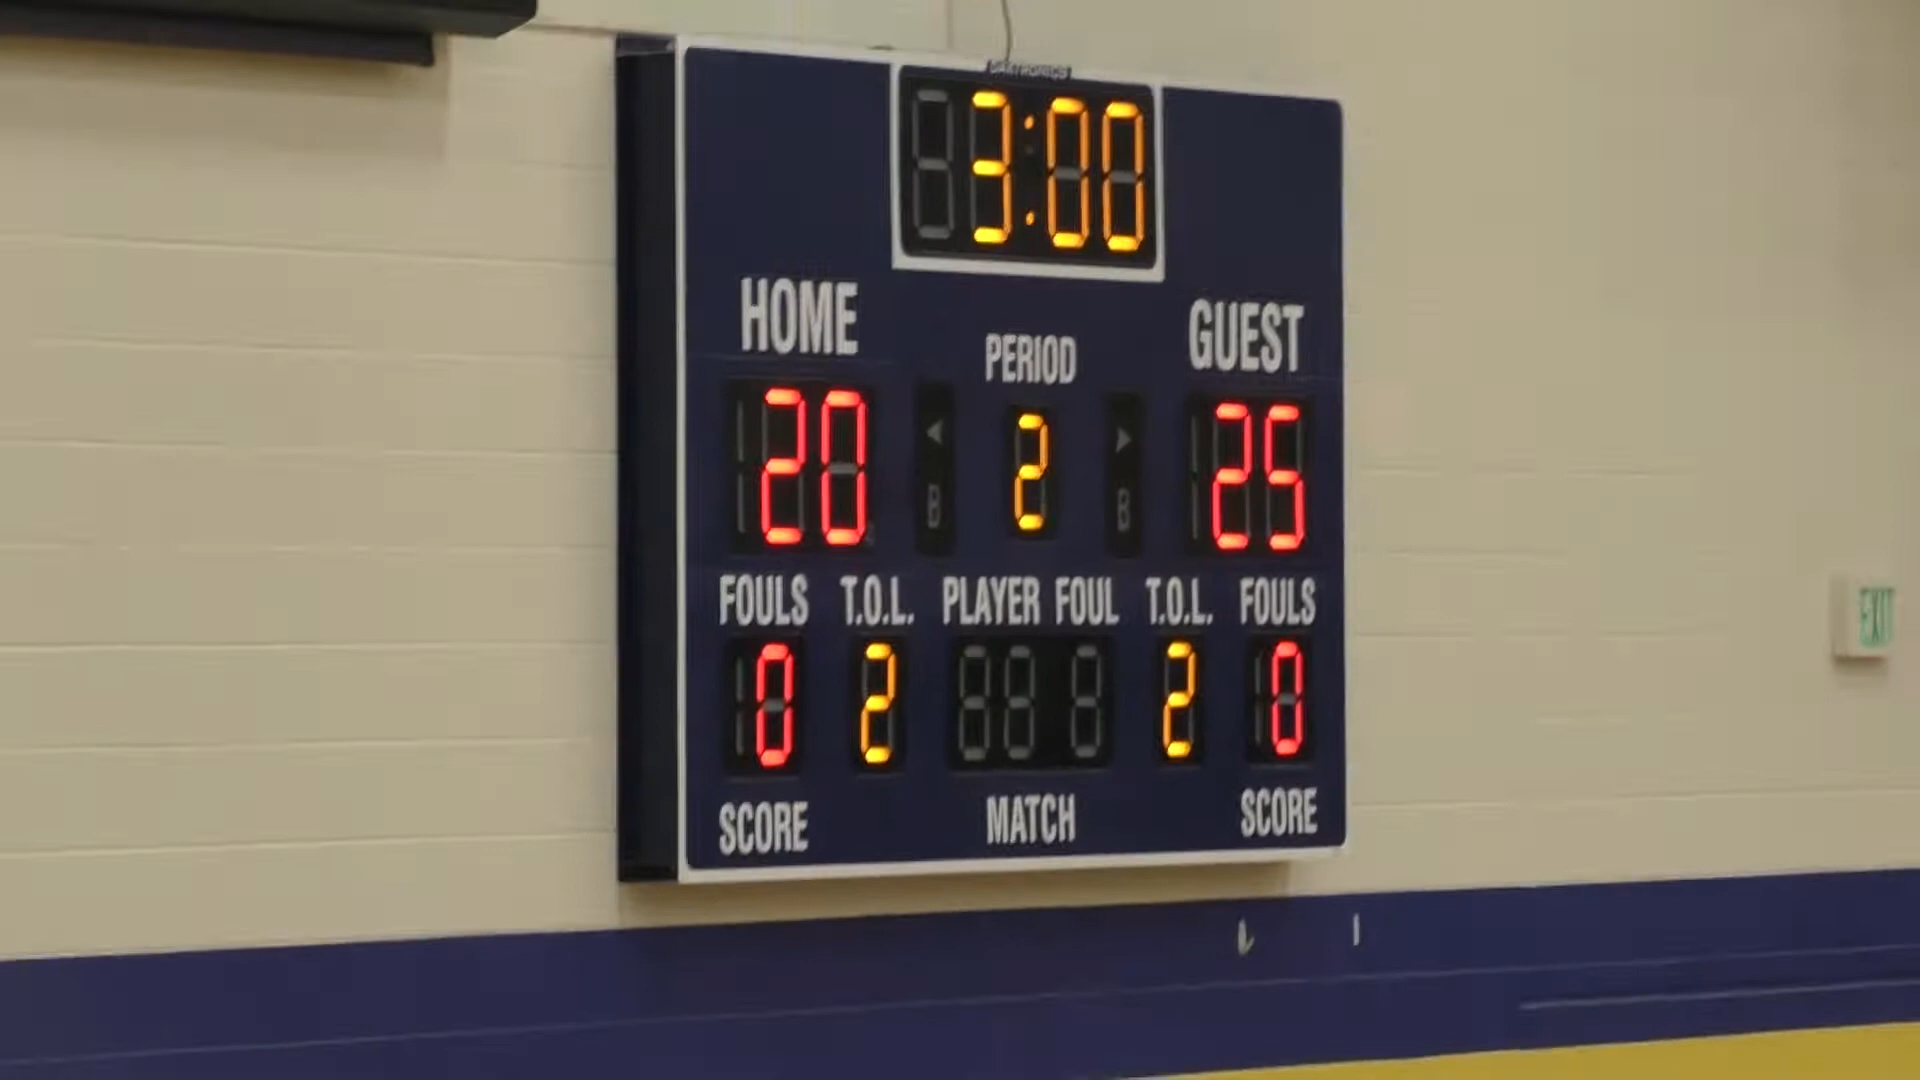 DAKTRONICS
3:00
HOME GUEST
PERIOD
20 2 25
B B
FOULS T.O.L. PLAYER FOUL T.O.L. FOULS
0 2 2 0
SCORE MATCH SCORE
EXIT